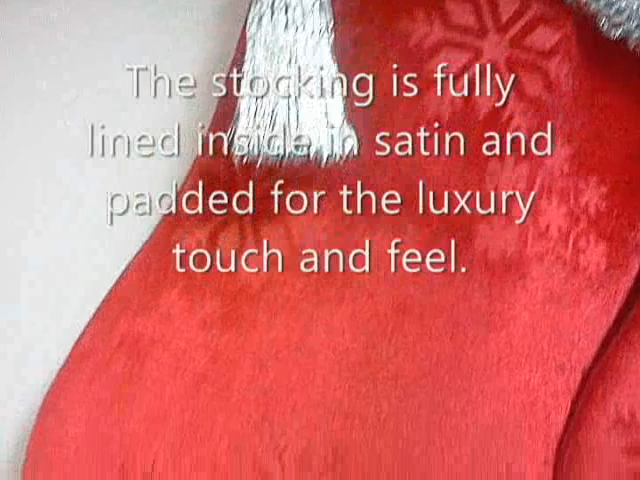 The stocking is fully
lined inside in satin and
padded for the luxury
touch and feel.